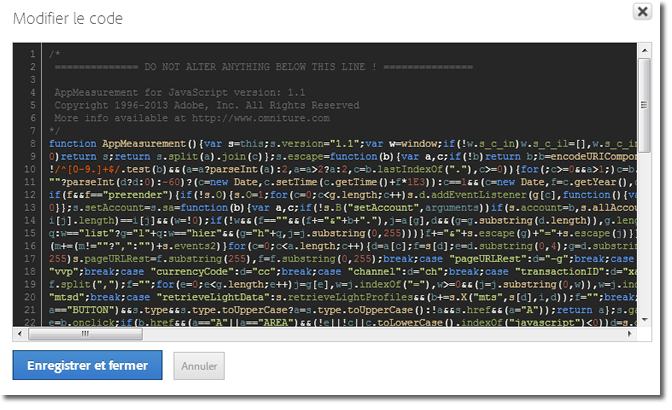 Modifier le code
1 /*
2 ============== DO NOT ALTER ANYTHING BELOW THIS LINE ! ===============
3
4 AppMeasurement for JavaScript version: 1.1
5 Copyright 1996-2013 Adobe, Inc. All Rights Reserved
6 More info available at http://www.omniture.com
7 */
8 function AppMeasurement(){var s=this;s.version="1.1";var w=window;if(!w.s_c_in)w.s_c_il=[],w.s_c_in
9 0)return s;return s.split(a).join(c)};s.escape=function(b){var a,c;if(!b)return b;b=encodeURICompon
10 !/^[0-9.]+$/.test(b)&&(a=a?parseInt(a):2,a=a>2?a:2,c=b.lastIndexOf("."),c>=0)){for(;c>=0&&a>1;)c=b.
11 ""?parseInt(d?d:0):-60)?(c=new Date,c.setTime(c.getTime()+f*1E3)):c==1&&(c=new Date,f=c.getYear(),c
12 if(f&&f=="prerender"){if(!s.O){s.O=1;for(c=0;c<g.length;c++)s.d.addEventListener(g[c],function(){va
13 0}};s.setAccount=s.sa=function(b){var a,c;if(!s.B("setAccount",arguments))if(s.account=b,s.allAccou
14 i[j].length)==i[j]&&(w=!0);if(!w&&(f==""&&(f+="&"+b+"."),j=a[g],d&&(g=g.substring(d.length)),g.leng
15 q:w=="list"?g="l"+q:w=="hier"&&(g="h"+q,j=j.substring(0,255))))f+="&"+s.escape(g)+"="+s.escape(j)}}
16 (m+=(m!=""?",":"")+s.events2))for(c=0;c<a.length;c++){d=a[c];f=s[d];e=d.substring(0,4);g=d.substrin
17 255)s.pageURLRest=f.substring(255),f=f.substring(0,255);break;case "pageURLRest":d="-g";break;case
18 "vvp";break;case "currencyCode":d="cc";break;case "channel":d="ch";break;case "transactionID":d="xa
19 f.split(","),f="";for(e=0;e<g.length;e++)j=g[e],w=j.indexOf("="),w>=0&&(j=j.substring(0,w)),w=j.ind
20 "mtsd";break;case "retrieveLightData":s.retrieveLightProfiles&&(b+=s.X("mts",s[d],i,d));f="";break;
21 a=="BUTTON")&&s.type&&s.type.toUpperCase?a=s.type.toUpperCase():!a&&s.href&&(a="A"));return a};s.ga
22 e=b.onclick;if(b.href&&(a=="A"||a=="AREA")&&(!e||!c||c.toLowerCase().indexOf("javascript")<0))d=s.c
Enregistrer et fermer
Annuler